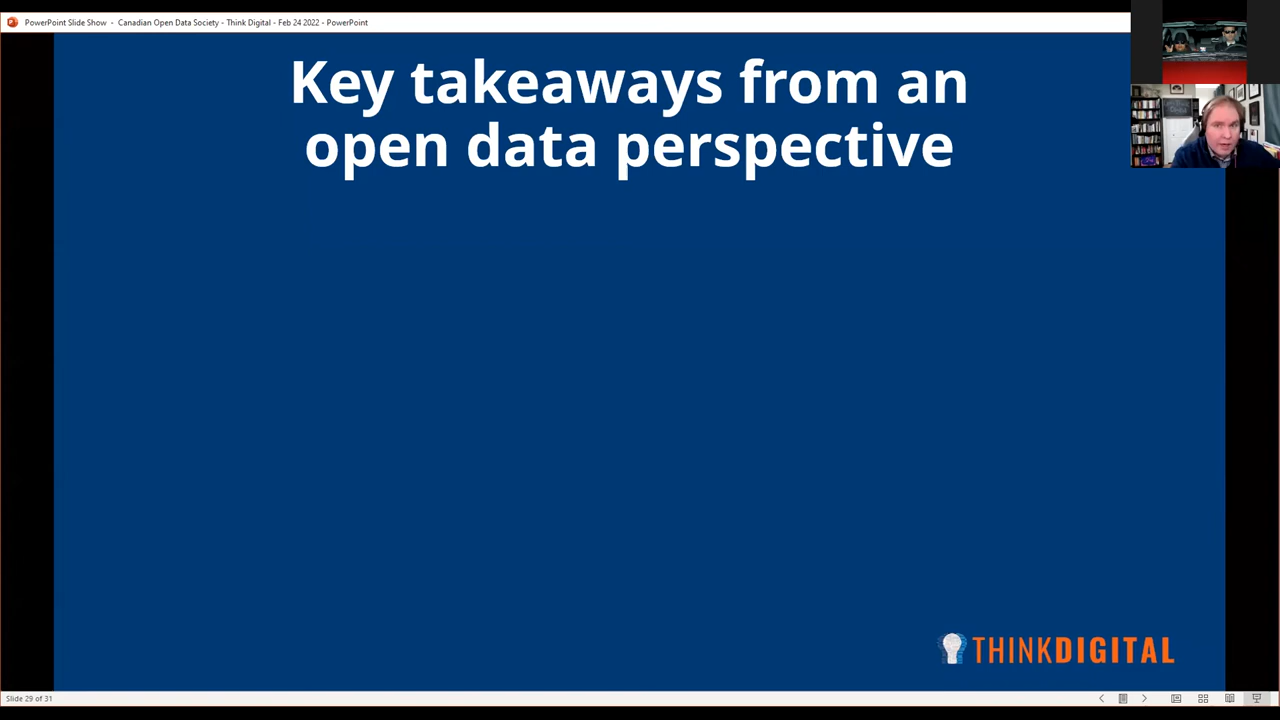 PowerPoint Slide Show - Canadian Open Data Society - Think Digital - Feb 24 2022 - PowerPoint
Key takeaways from an
open data perspective
THINKDIGITAL
Slide 29 of 31